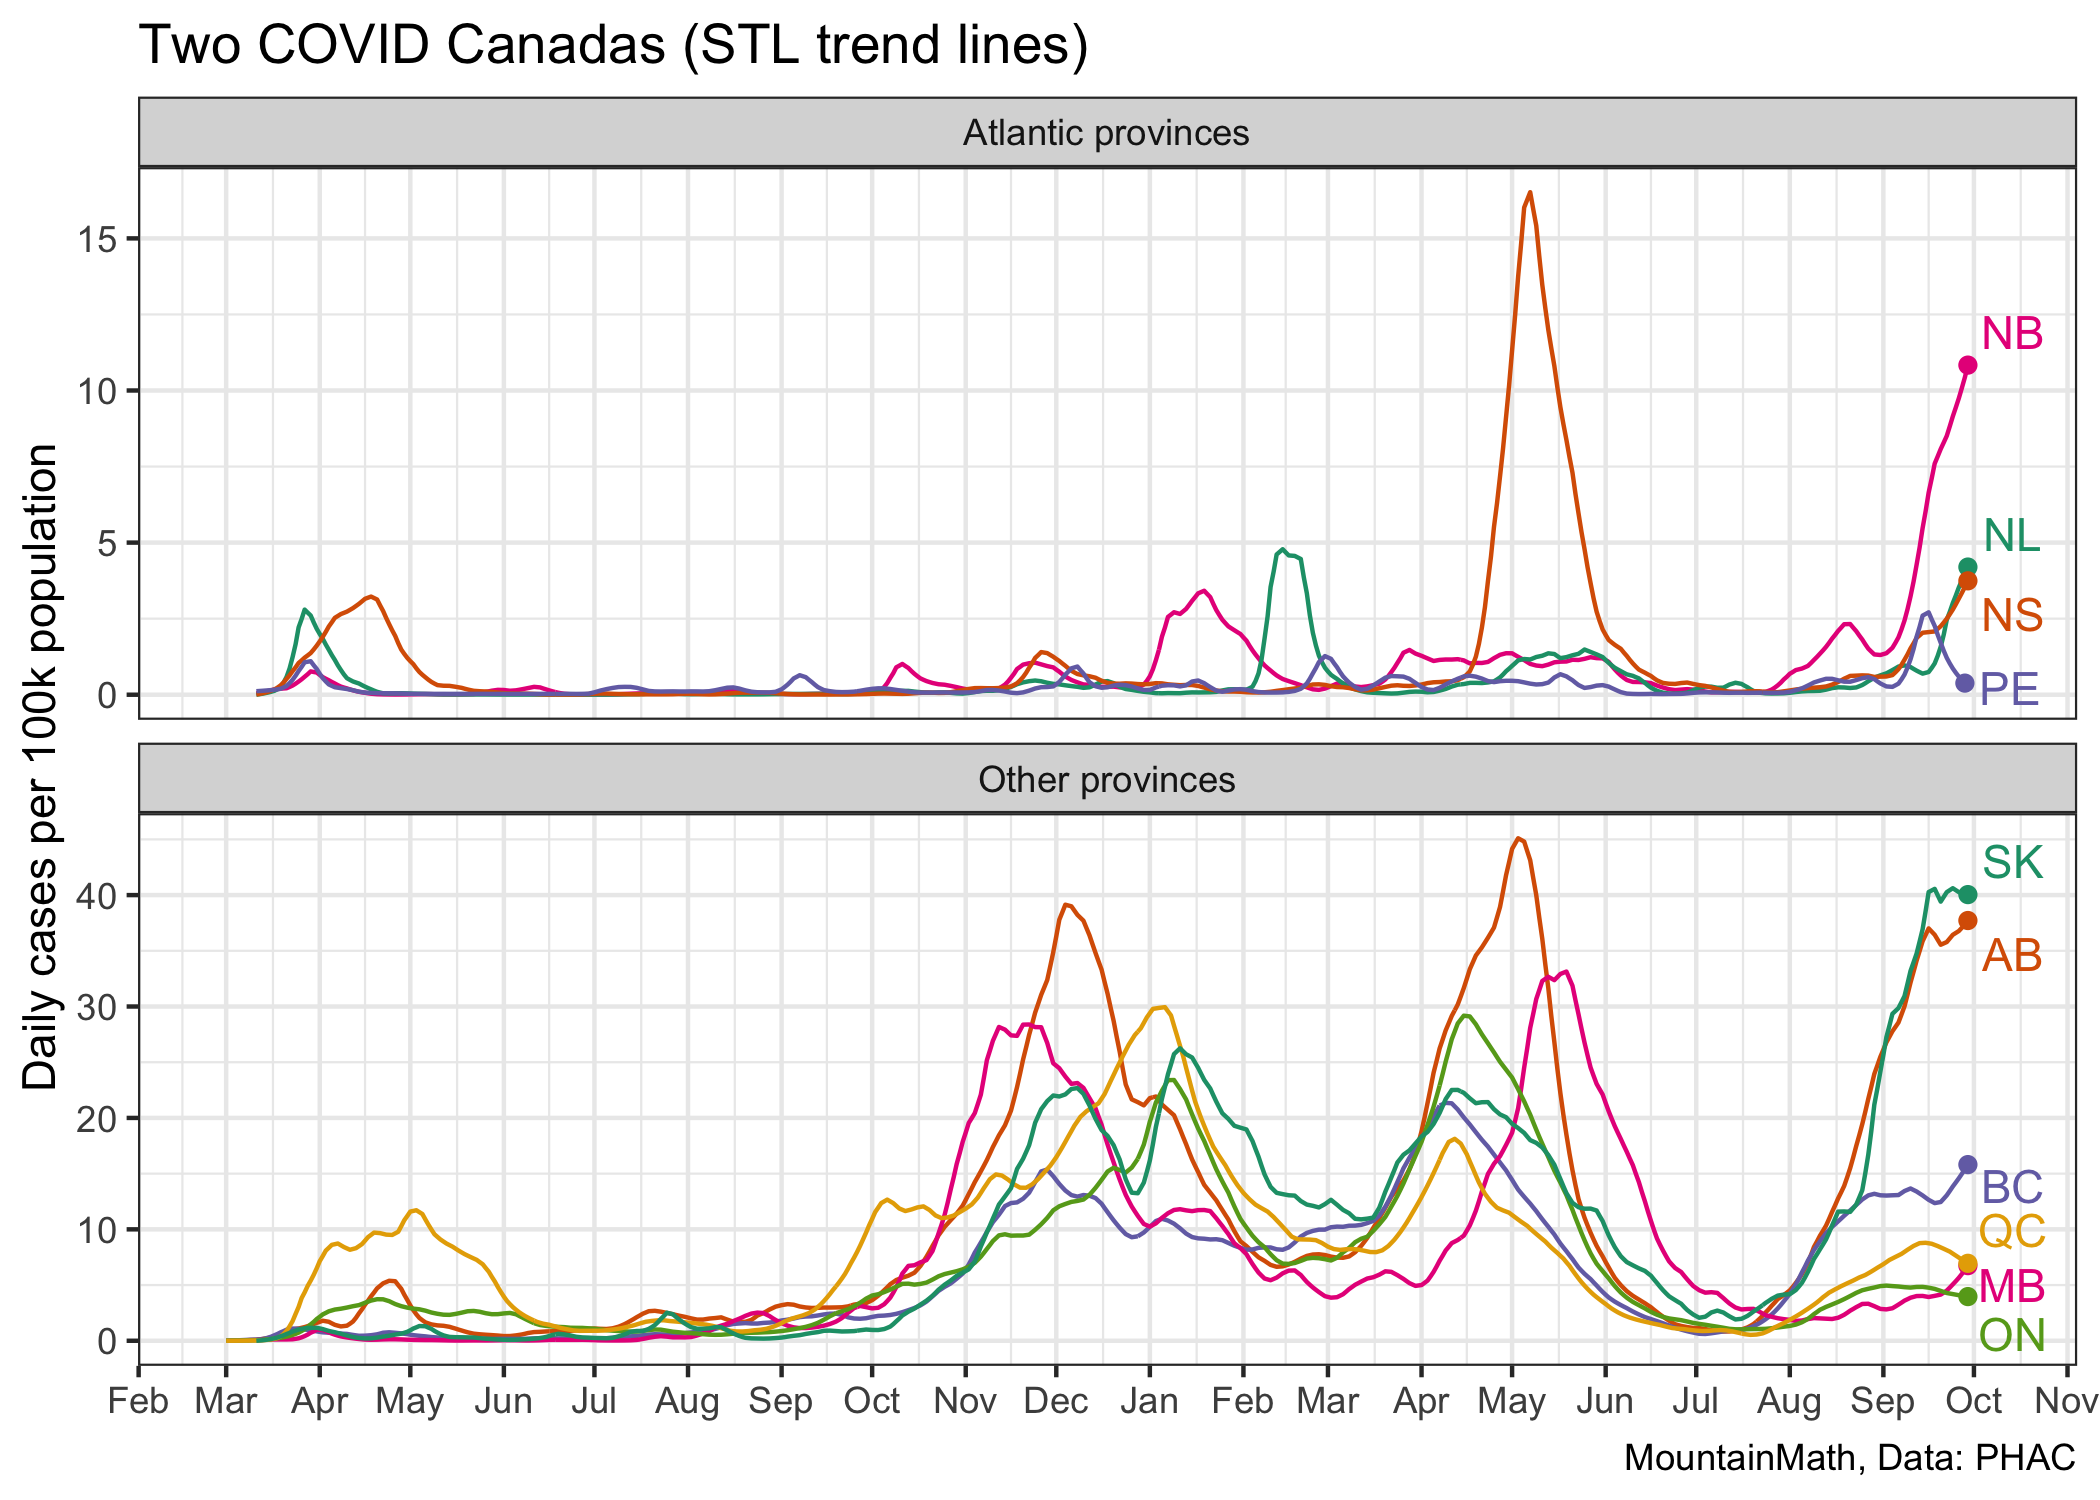 Two COVID Canadas (STL trend lines)
Atlantic provinces
15
10
5
0
NB
NL
NS
PE
Daily cases per 100k population
Other provinces
40
30
20
10
0
SK
AB
BC
QC
MB
ON
Feb Mar Apr May Jun Jul Aug Sep Oct Nov Dec Jan Feb Mar Apr May Jun Jul Aug Sep Oct Nov
MountainMath, Data: PHAC